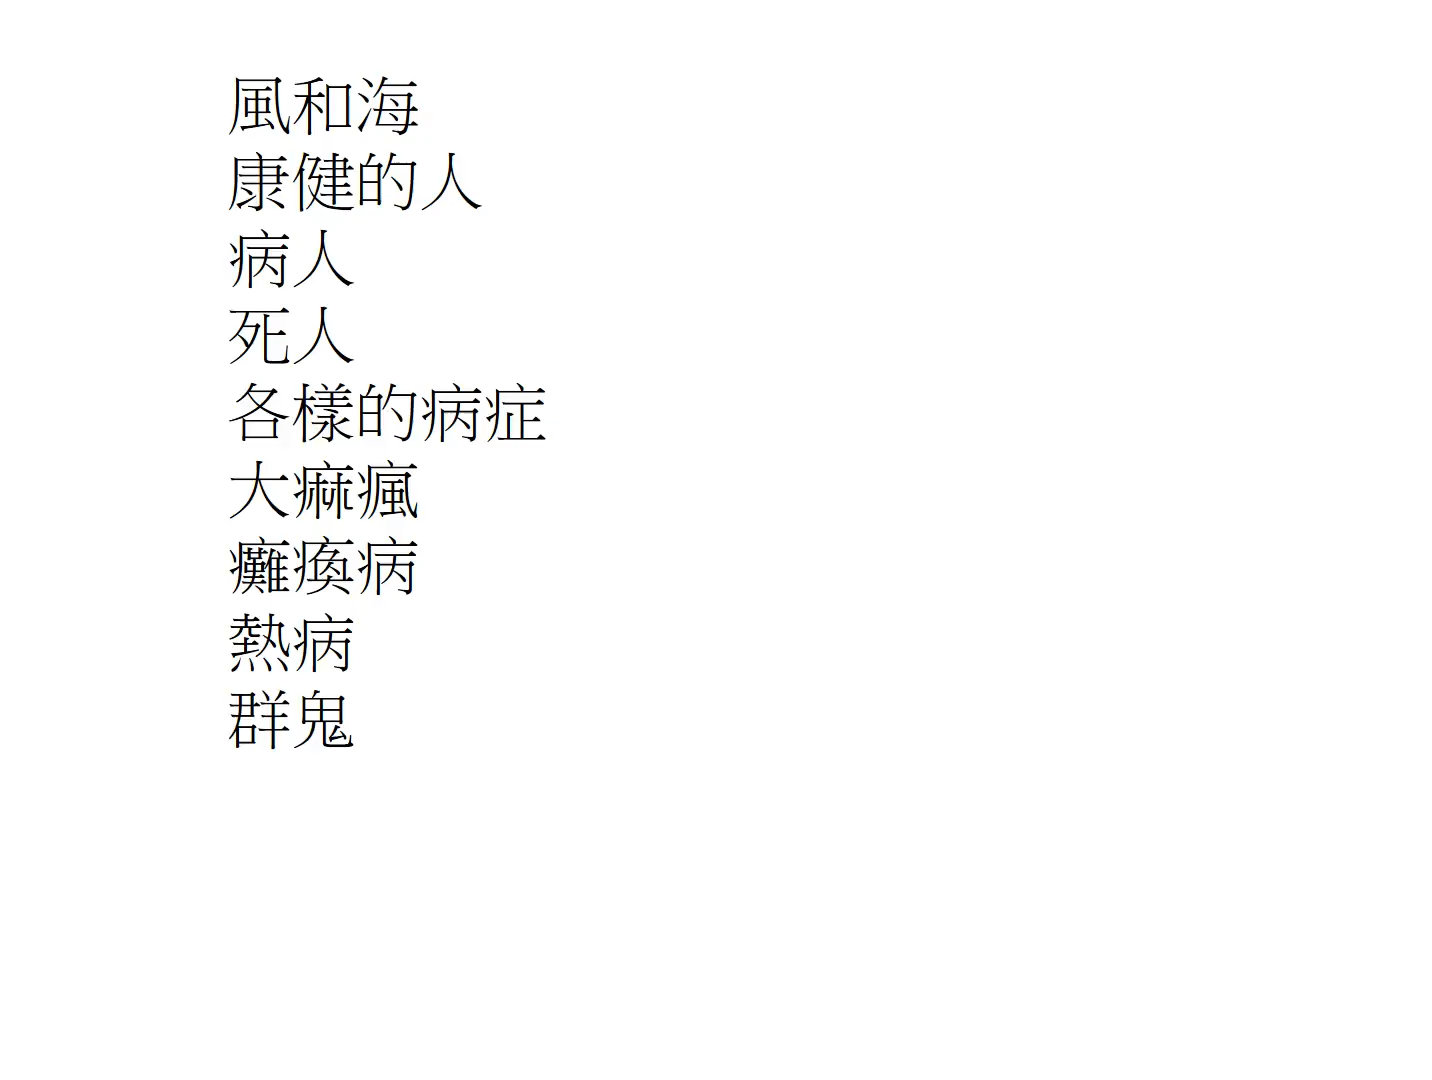 風和海
康健的人
病人
死人
各樣的病症
大痳瘋
癱瘓病
熱病
群鬼